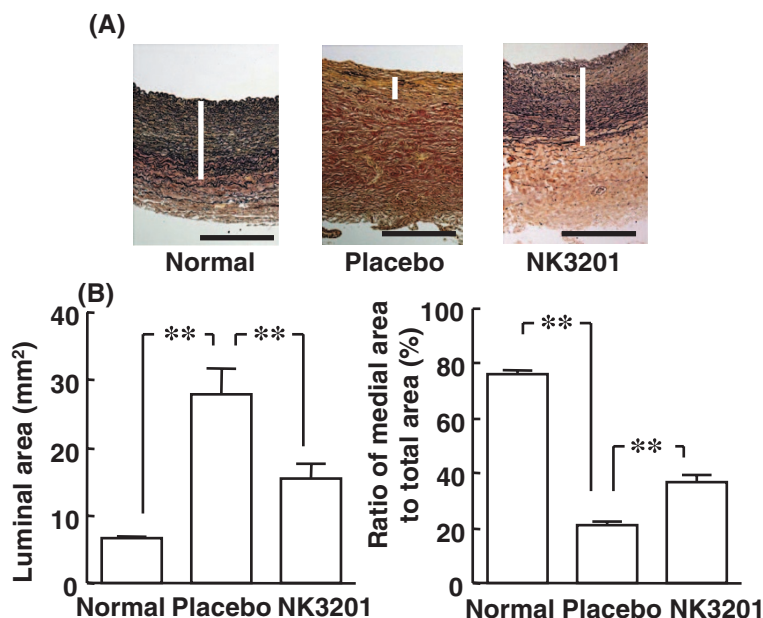 (A)
Normal
Placebo
NK3201
(B)
Luminal area (mm²)
40
30
20
10
0
**
**
Normal Placebo NK3201
Ratio of medial area
to total area (%)
100
80
60
40
20
0
**
**
Normal Placebo NK3201